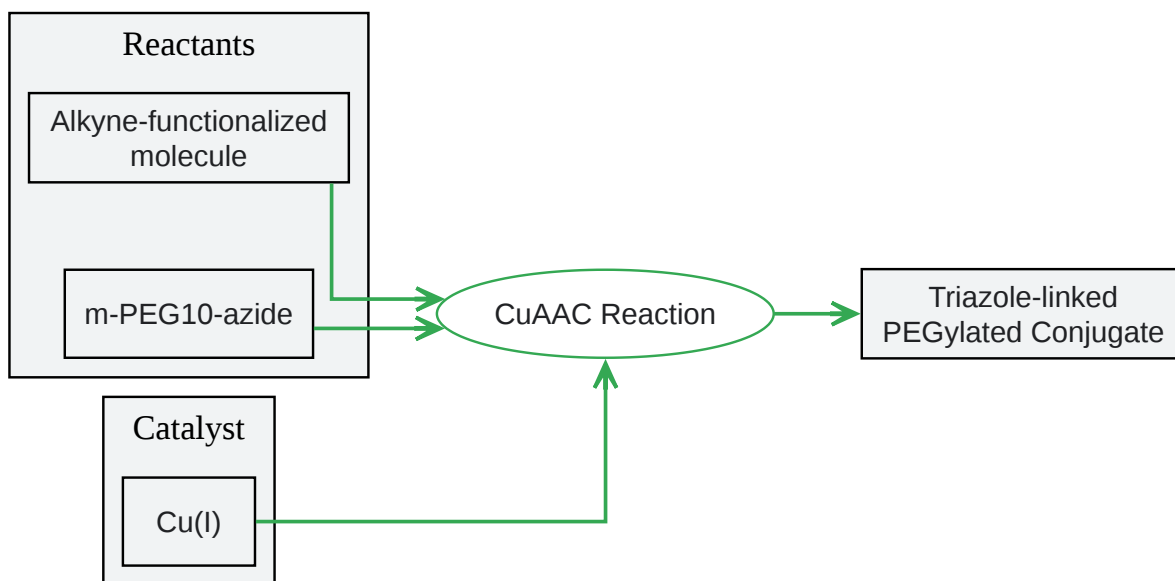 Reactants
Alkyne-functionalized
molecule
m-PEG10-azide
CuAAC Reaction
Triazole-linked
PEGylated Conjugate
Catalyst
Cu(I)